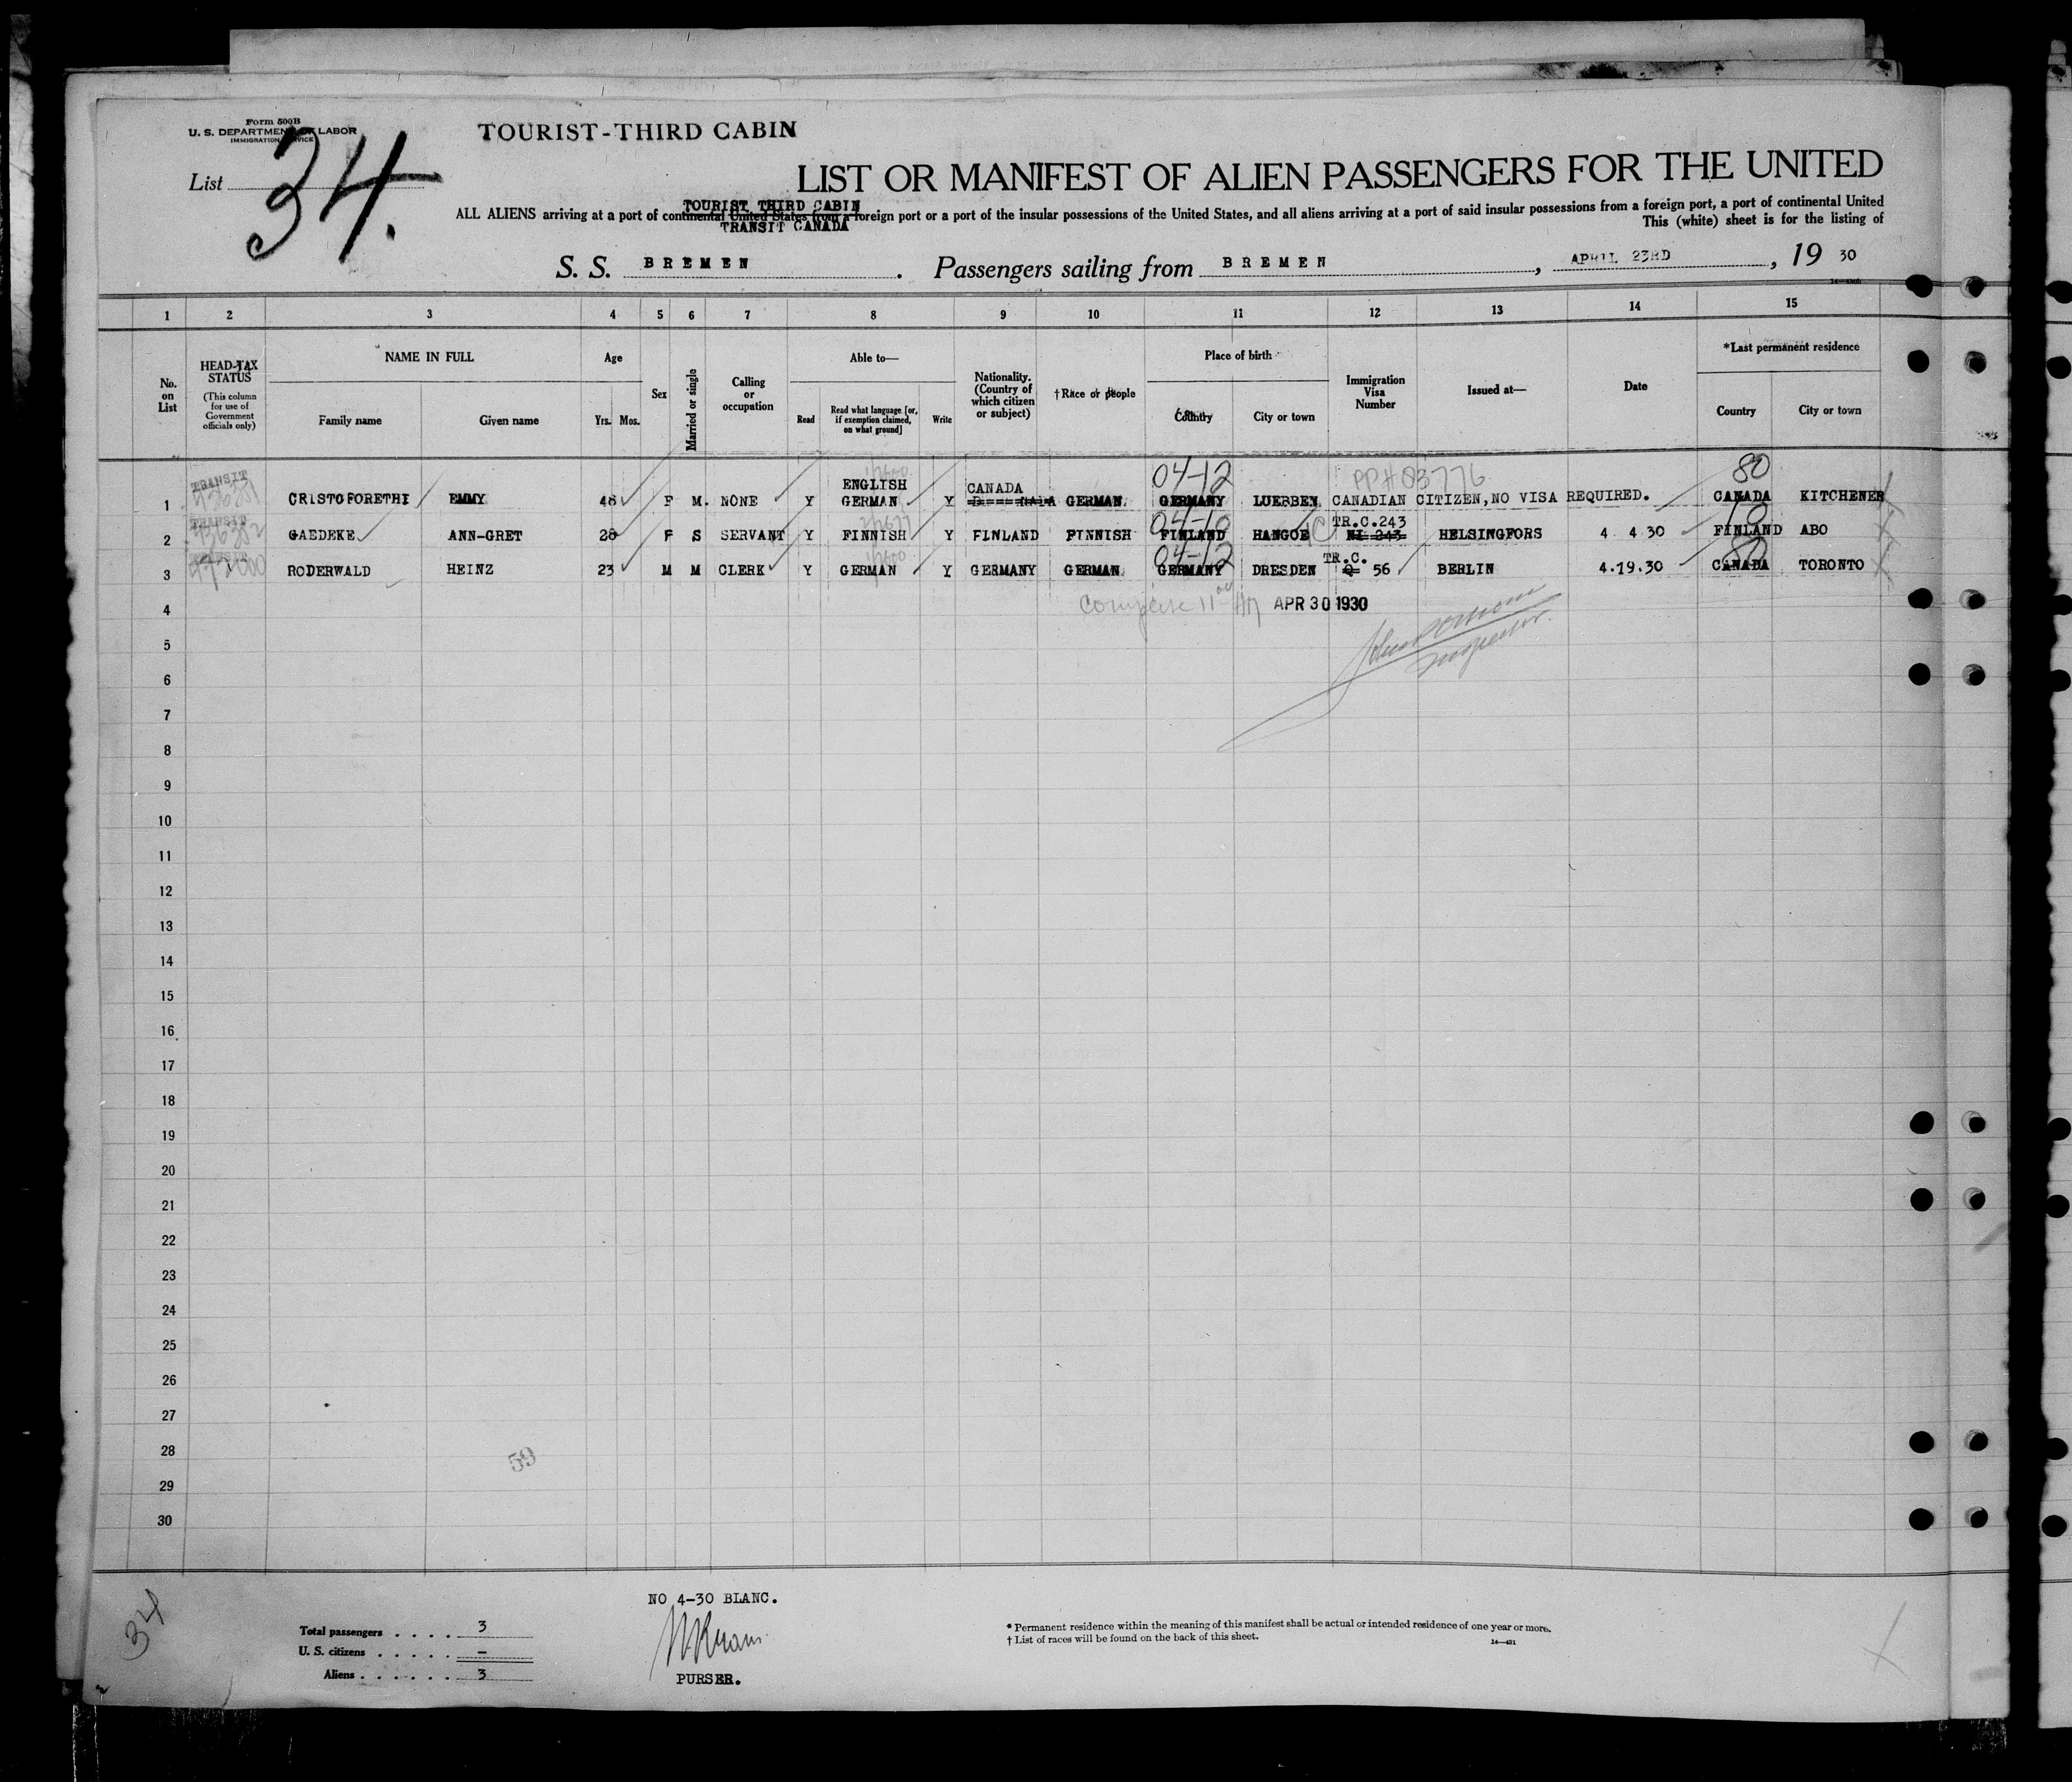 Form 500B
U. S. DEPARTMENT OF LABOR
IMMIGRATION SERVICE
TOURIST-THIRD CABIN
List 34.
LIST OR MANIFEST OF ALIEN PASSENGERS FOR THE UNITED
TOURIST THIRD CABIN
ALL ALIENS arriving at a port of continental United States from a foreign port or a port of the insular possessions of the United States, and all aliens arriving at a port of said insular possessions from a foreign port, a port of continental United
TRANSIT CANADA
This (white) sheet is for the listing of
S. S. BREMEN. Passengers sailing from BREMEN, APRIL 23RD, 19 30
1 2 3 4 5 6 7 8 9 10 11 12 13 14 15
No. on List
HEAD-TAX STATUS
(This column for use of Government officials only)
NAME IN FULL
Family name Given name
Age
Yrs. Mos.
Sex
Married or single
Calling or occupation
Able to—
Read
Read what language [or, if exemption claimed, on what ground]
Write
Nationality. (Country of which citizen or subject)
†Race or people
Place of birth
Country City or town
Immigration Visa Number
Issued at—
Date
*Last permanent residence
Country City or town
TRANSIT 04-12 PPH 83776 80
ENGLISH CANADA
1 CRISTOFORETHI EMMY 48 F M. NONE Y GERMAN Y GERMAN GERMANY LUEBBEN CANADIAN CITIZEN, NO VISA REQUIRED. CANADA KITCHENER
TRANSIT 04-10 TR.C.243 10
2 GAEDEKE ANN-GRET 28 F S SERVANT Y FINNISH Y FINLAND FINNISH FINLAND HANGOE NI 243 HELSINGFORS 4 4 30 FINLAND ABO
TRANSIT 04-12 TR.C. 80
3 RODERWALD HEINZ 23 M M CLERK Y GERMAN Y GERMANY GERMAN GERMANY DRESDEN Q 56 BERLIN 4.19.30 CANADA TORONTO
4 APR 30 1930
5
Inspector.
6
7
8
9
10
11
12
13
14
15
16
17
18
19
20
21
22
23
24
25
26
27
28
59
29
30
34
NO 4-30 BLANC.
Total passengers . . . . 3
U. S. citizens . . . . . –
Aliens . . . . . . 3
PURSER.
* Permanent residence within the meaning of this manifest shall be actual or intended residence of one year or more.
† List of races will be found on the back of this sheet.
14—431